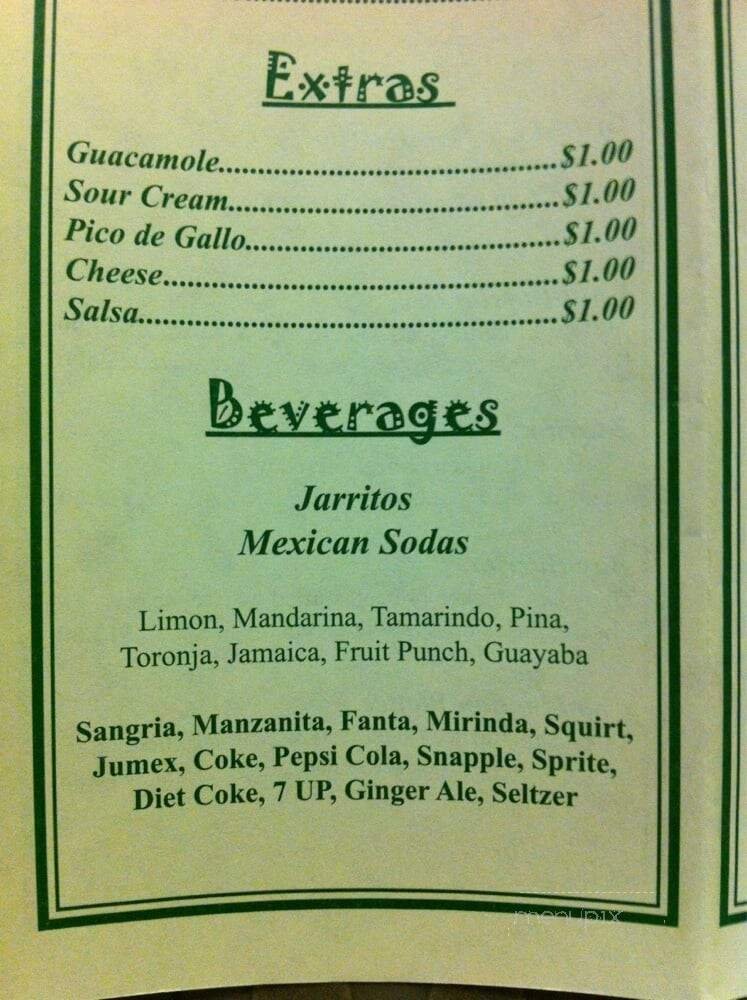 Extras
Guacamole........................................$1.00
Sour Cream.......................................$1.00
Pico de Gallo.....................................$1.00
Cheese...............................................$1.00
Salsa..................................................$1.00
Beverages
Jarritos
Mexican Sodas
Limon, Mandarina, Tamarindo, Pina,
Toronja, Jamaica, Fruit Punch, Guayaba
Sangria, Manzanita, Fanta, Mirinda, Squirt,
Jumex, Coke, Pepsi Cola, Snapple, Sprite,
Diet Coke, 7 UP, Ginger Ale, Seltzer
menupix